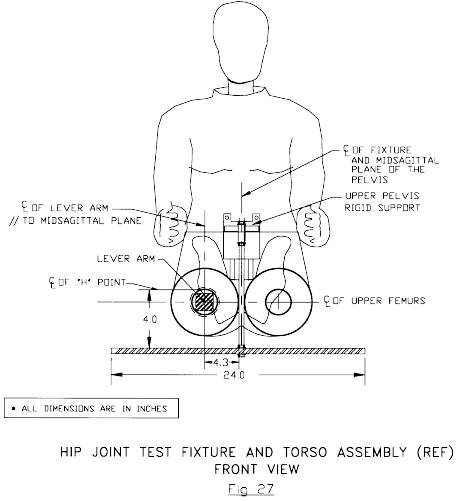 ℄ OF FIXTURE
AND MIDSAGITTAL
PLANE OF THE
PELVIS
UPPER PELVIS
RIGID SUPPORT
℄ OF LEVER ARM
// TO MIDSAGITTAL PLANE
LEVER ARM
℄ OF "H" POINT
℄ OF UPPER FEMURS
4.0
4.3
24.0
* ALL DIMENSIONS ARE IN INCHES
HIP JOINT TEST FIXTURE AND TORSO ASSEMBLY (REF)
FRONT VIEW
Fig 27